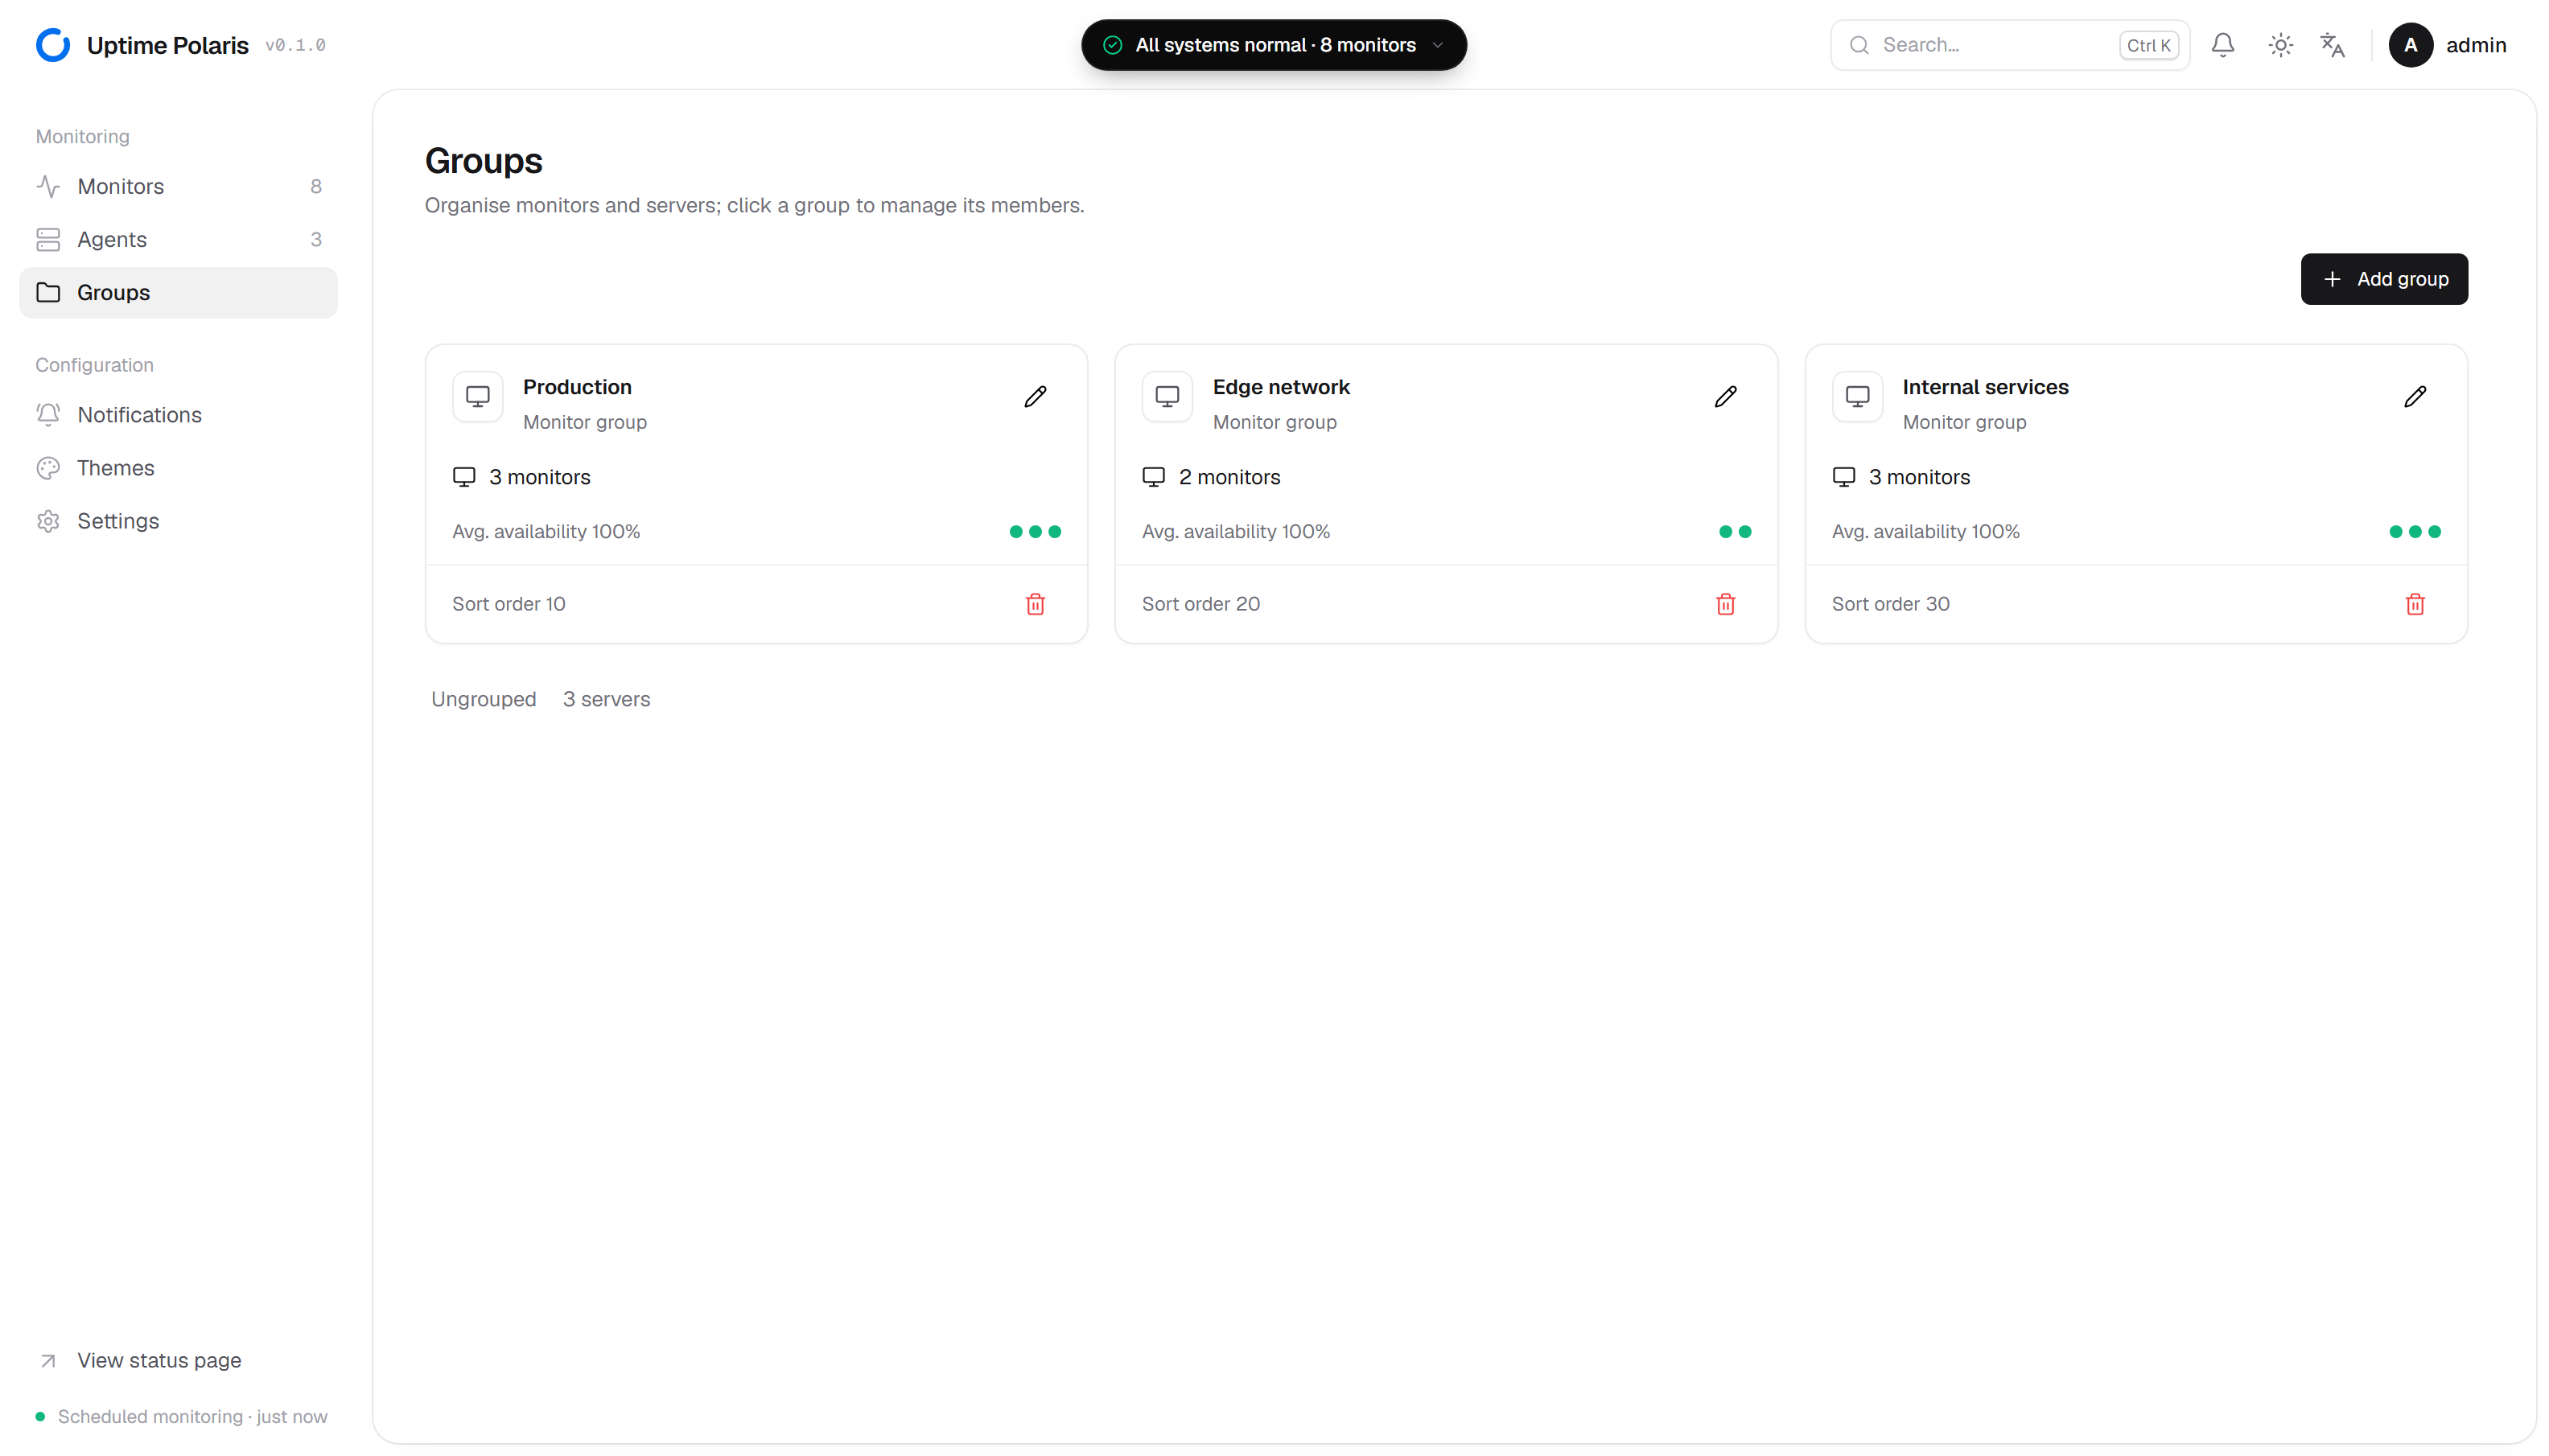 Uptime Polaris v0.1.0
All systems normal · 8 monitors
Search... Ctrl K
A admin
Monitoring
Monitors 8
Agents 3
Groups
Configuration
Notifications
Themes
Settings
View status page
Scheduled monitoring · just now
Groups
Organise monitors and servers; click a group to manage its members.
Add group
Production
Monitor group
3 monitors
Avg. availability 100%
Sort order 10
Edge network
Monitor group
2 monitors
Avg. availability 100%
Sort order 20
Internal services
Monitor group
3 monitors
Avg. availability 100%
Sort order 30
Ungrouped 3 servers